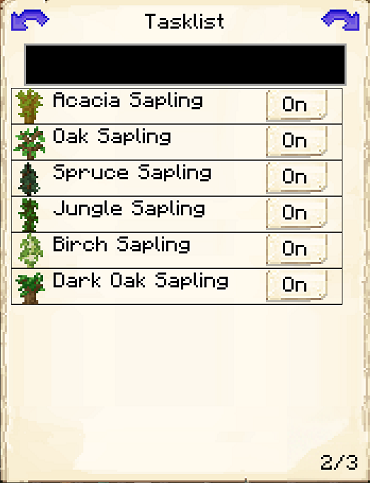 Tasklist
Acacia Sapling On
Oak Sapling On
Spruce Sapling On
Jungle Sapling On
Birch Sapling On
Dark Oak Sapling On
2/3